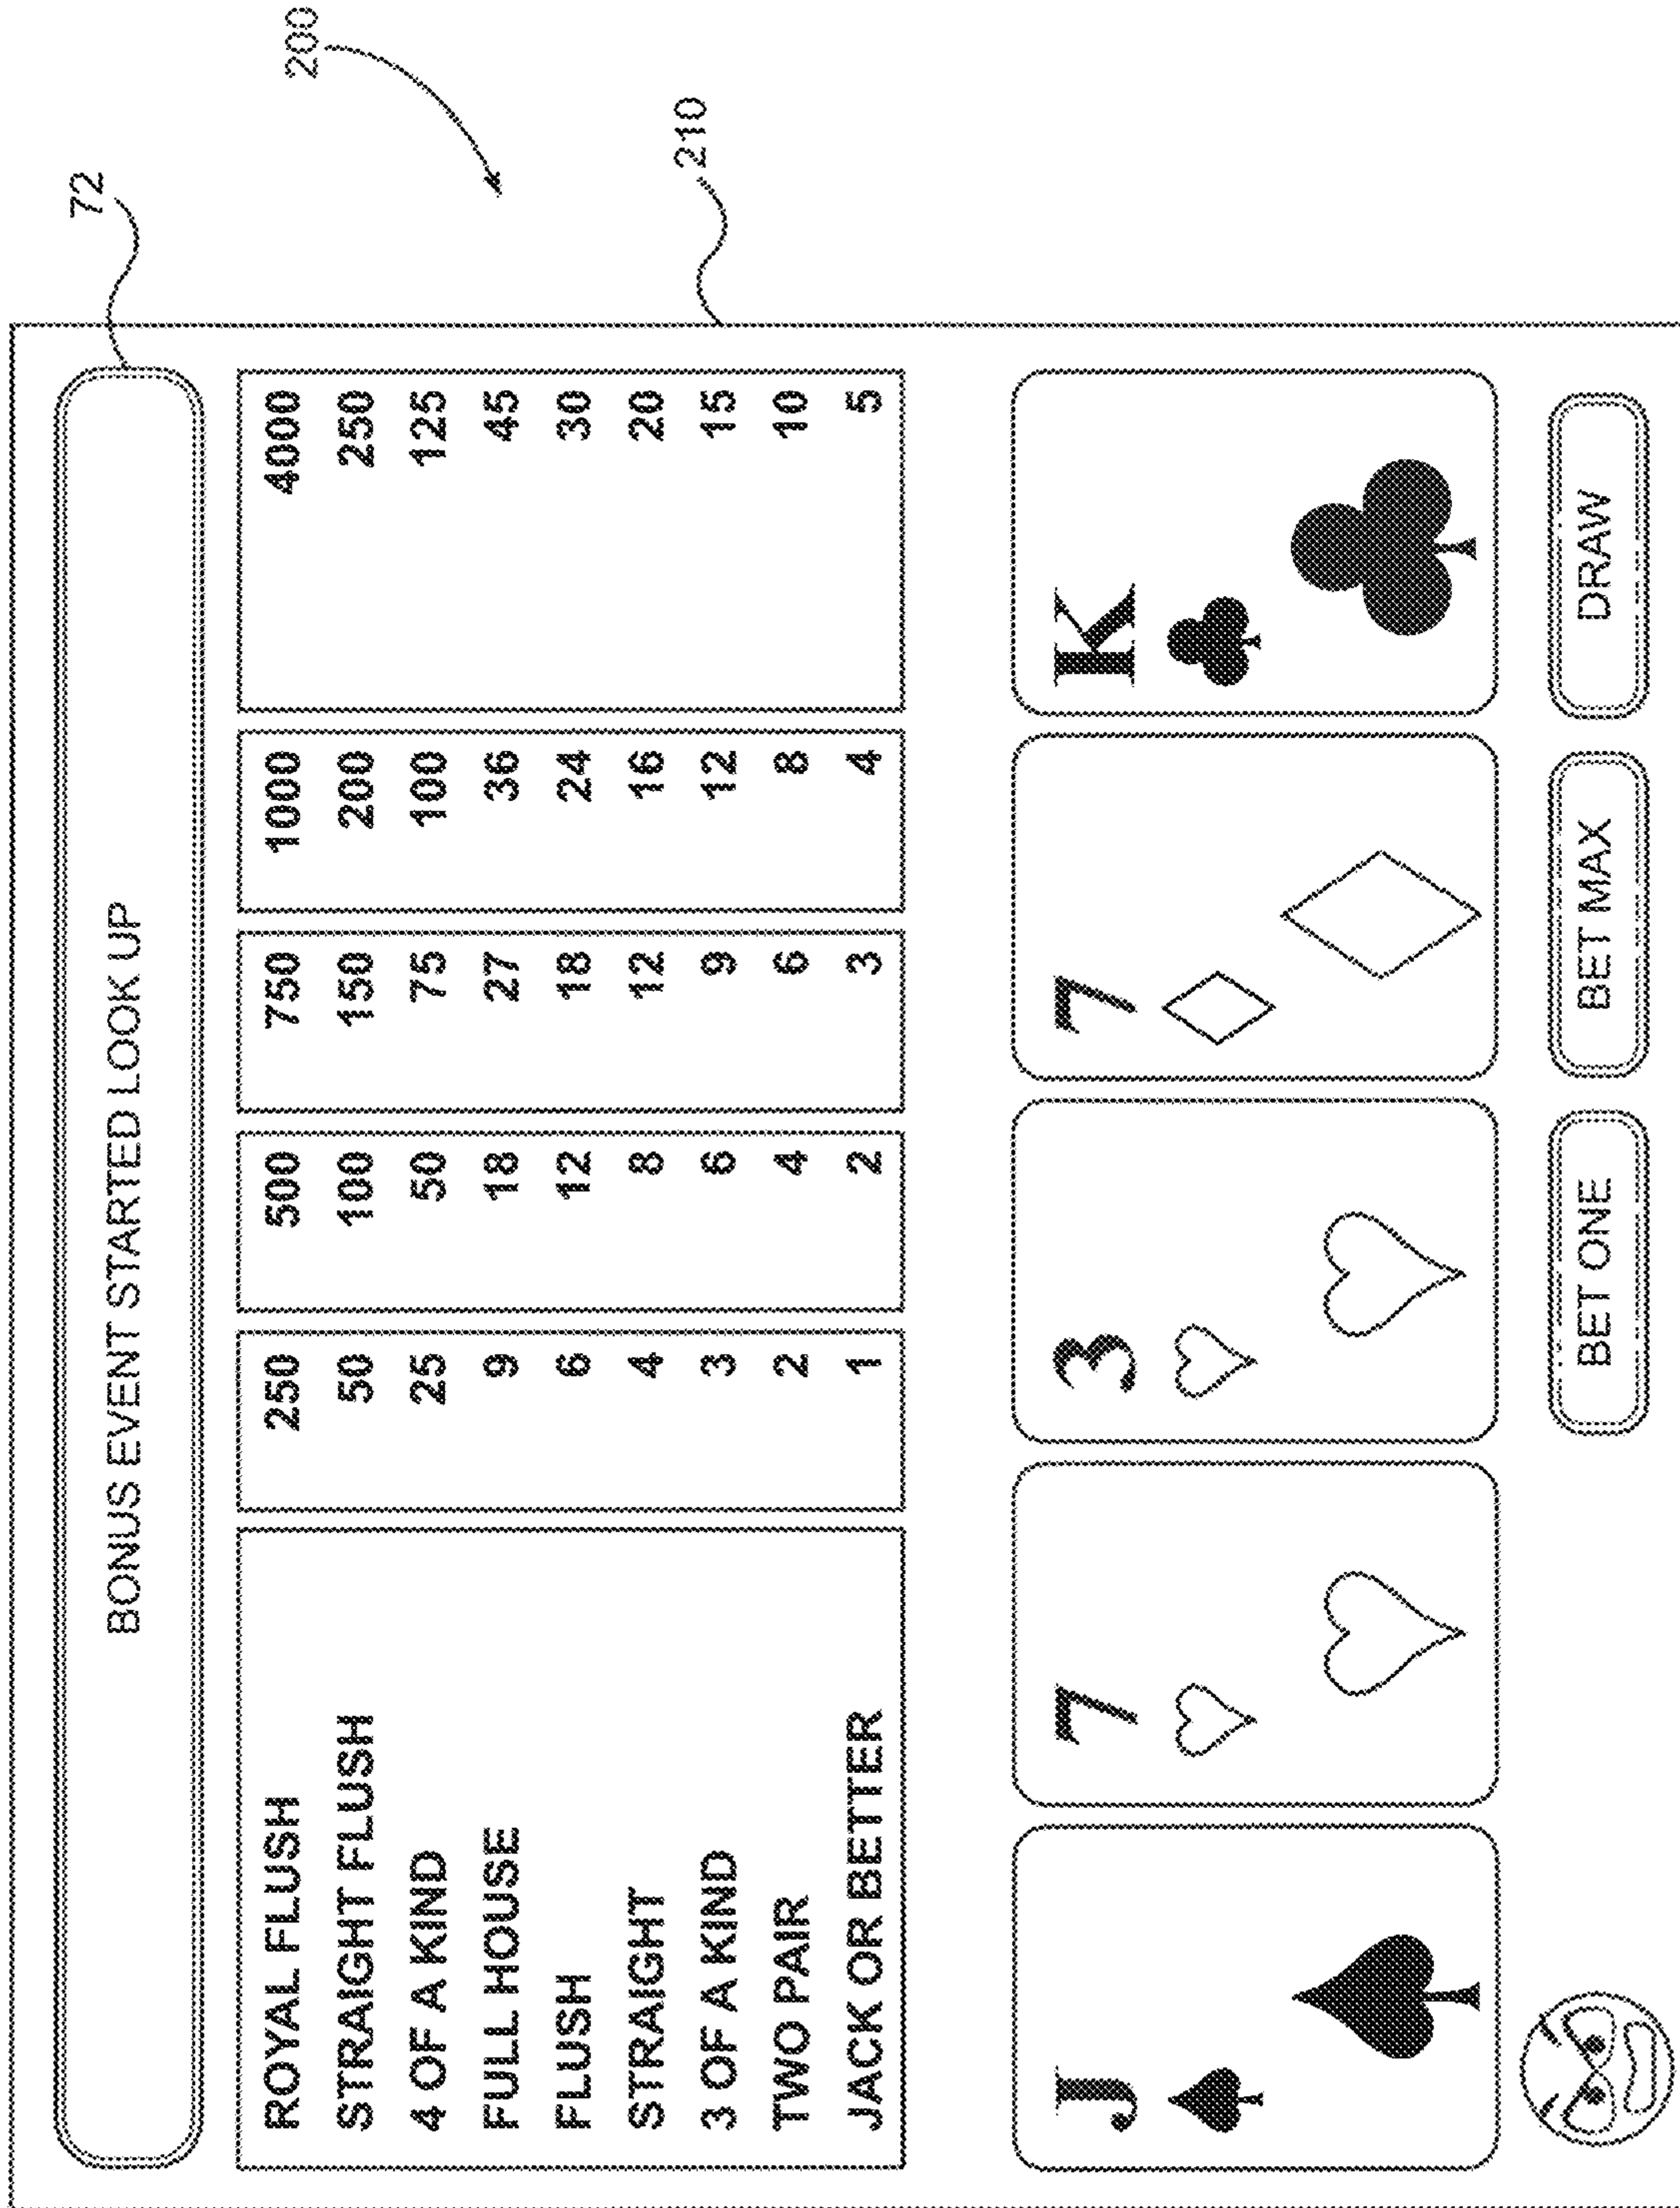 200
72
210
BONUS EVENT STARTED LOOK UP
ROYAL FLUSH 250 500 750 1000 4000
STRAIGHT FLUSH 50 100 150 200 250
4 OF A KIND 25 50 75 100 125
FULL HOUSE 9 18 27 36 45
FLUSH 6 12 18 24 30
STRAIGHT 4 8 12 16 20
3 OF A KIND 3 6 9 12 15
TWO PAIR 2 4 6 8 10
JACK OR BETTER 1 2 3 4 5
J 7 3 7 K
BET ONE BET MAX DRAW